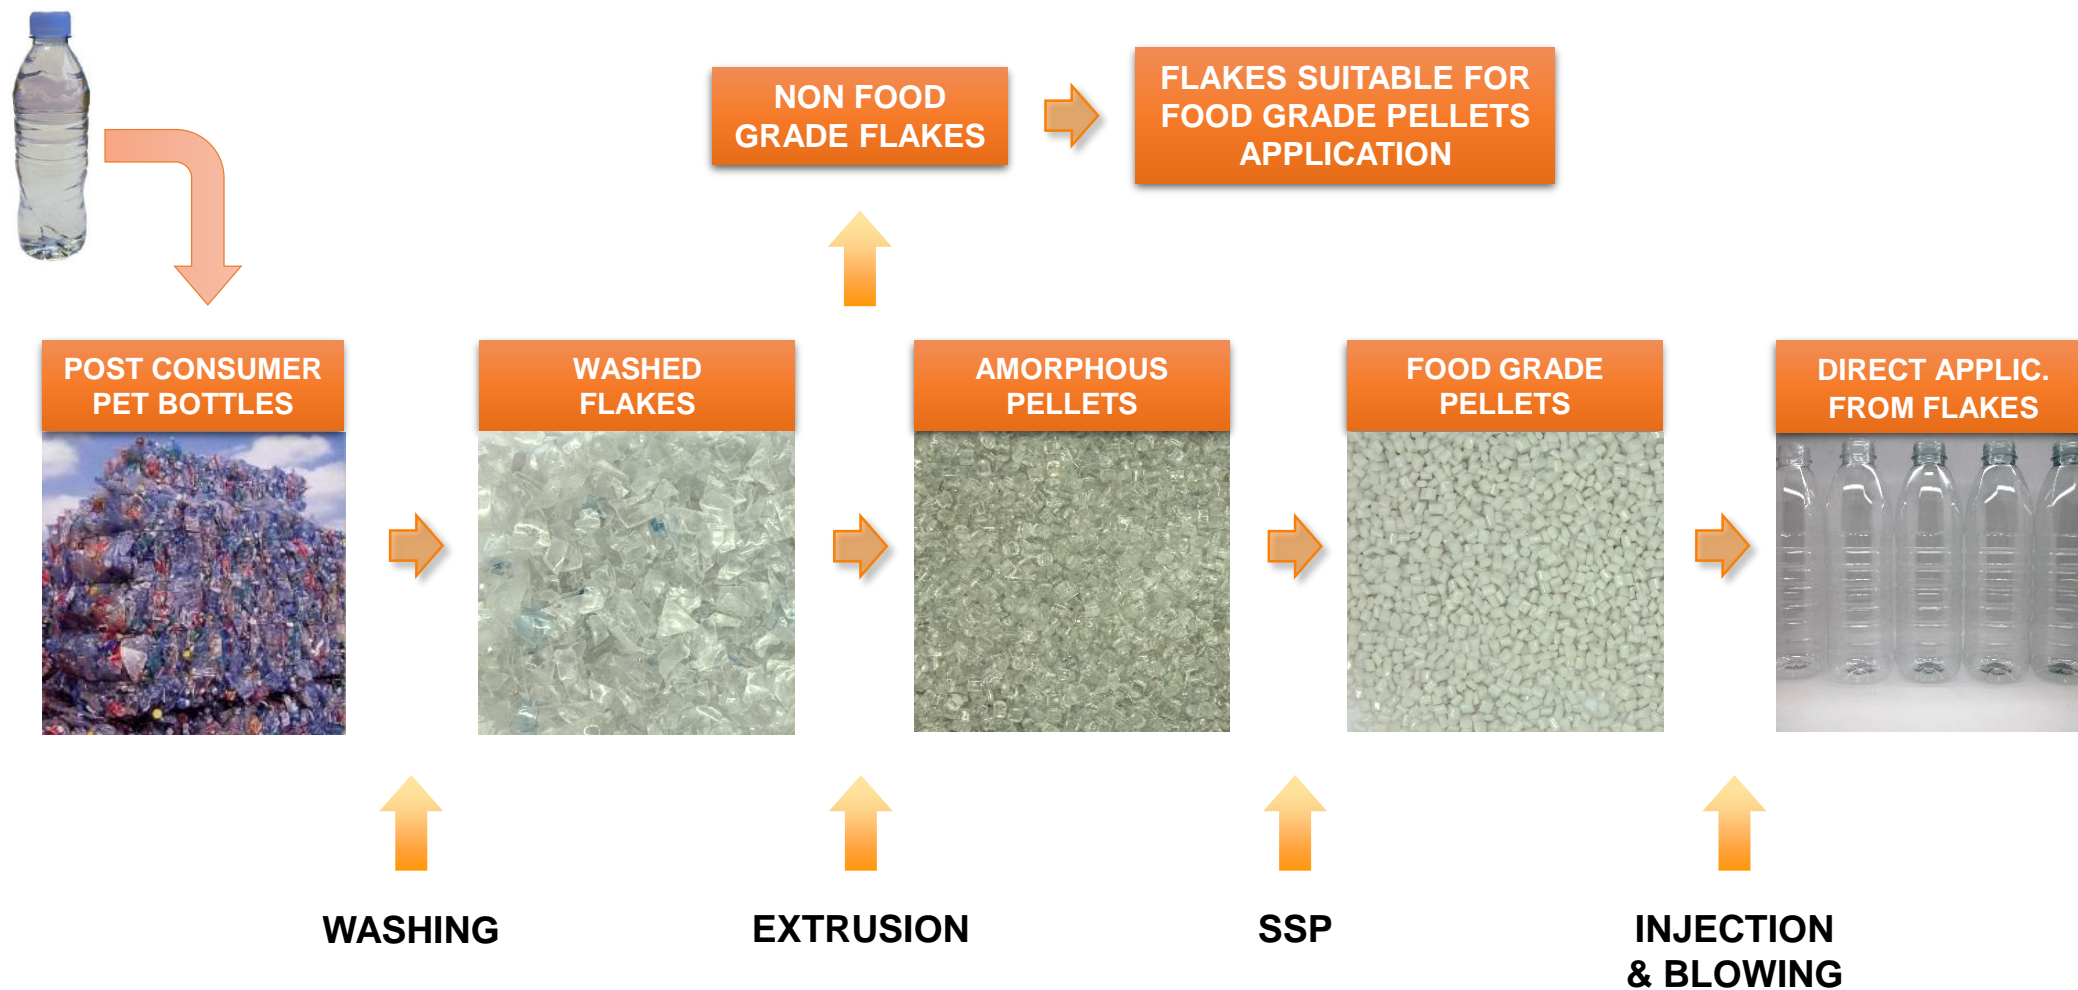 NON FOOD
GRADE FLAKES
FLAKES SUITABLE FOR
FOOD GRADE PELLETS
APPLICATION
POST CONSUMER
PET BOTTLES
WASHED
FLAKES
AMORPHOUS
PELLETS
FOOD GRADE
PELLETS
DIRECT APPLIC.
FROM FLAKES
WASHING
EXTRUSION
SSP
INJECTION
& BLOWING